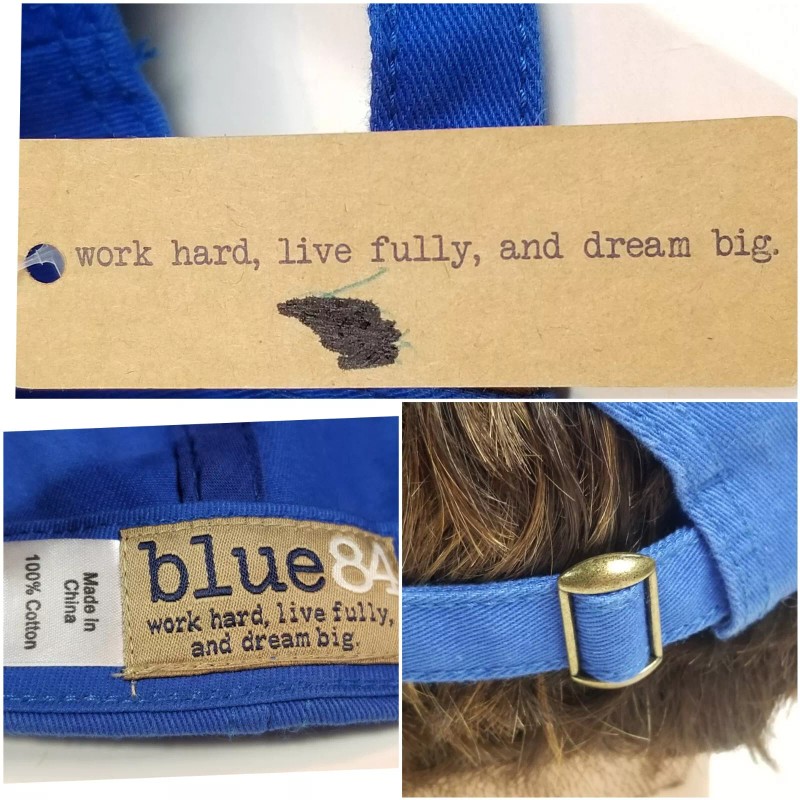 work hard, live fully, and dream big.
Made in
China
100% Cotton
blue84
work hard, live fully,
and dream big.